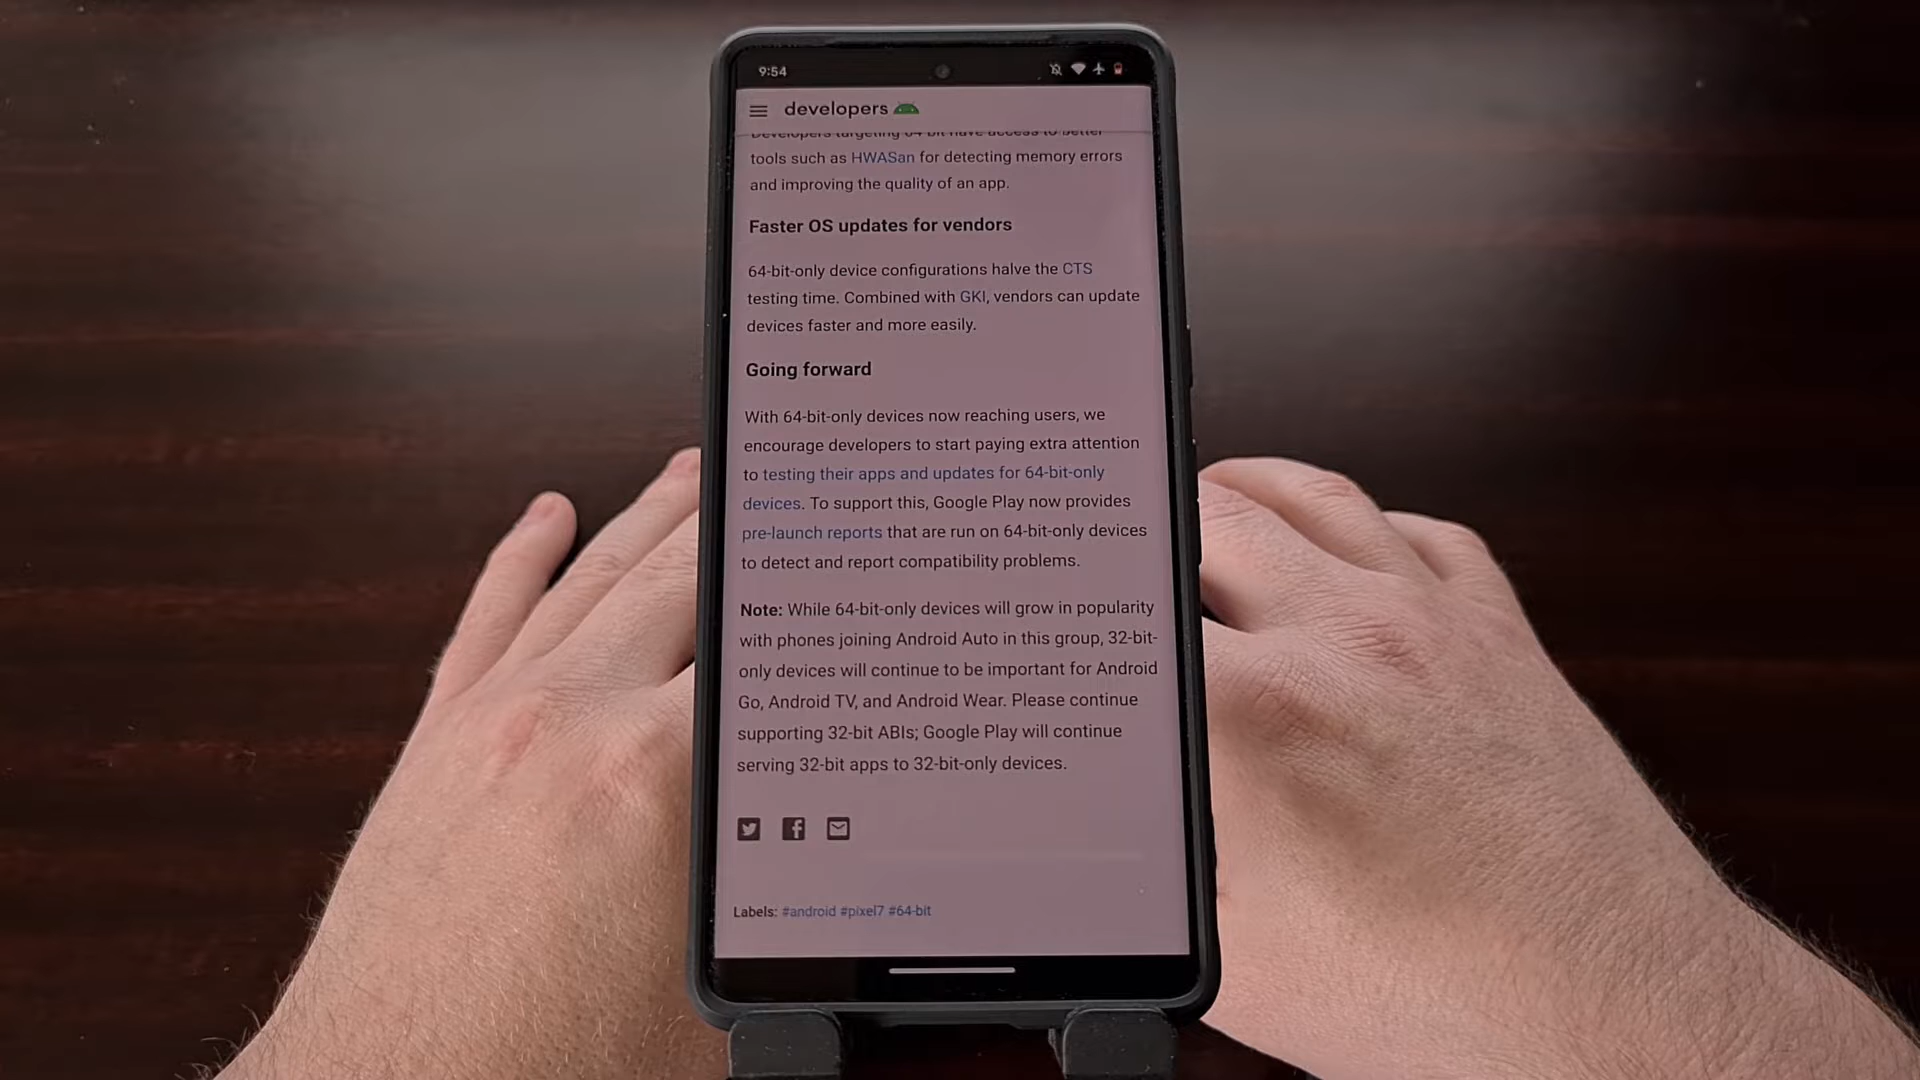 9:54
developers
Developers targeting 64-bit have access to better
tools such as HWASan for detecting memory errors
and improving the quality of an app.
Faster OS updates for vendors
64-bit-only device configurations halve the CTS
testing time. Combined with GKI, vendors can update
devices faster and more easily.
Going forward
With 64-bit-only devices now reaching users, we
encourage developers to start paying extra attention
to testing their apps and updates for 64-bit-only
devices. To support this, Google Play now provides
pre-launch reports that are run on 64-bit-only devices
to detect and report compatibility problems.
Note: While 64-bit-only devices will grow in popularity
with phones joining Android Auto in this group, 32-bit-
only devices will continue to be important for Android
Go, Android TV, and Android Wear. Please continue
supporting 32-bit ABIs; Google Play will continue
serving 32-bit apps to 32-bit-only devices.
Labels: #android #pixel7 #64-bit